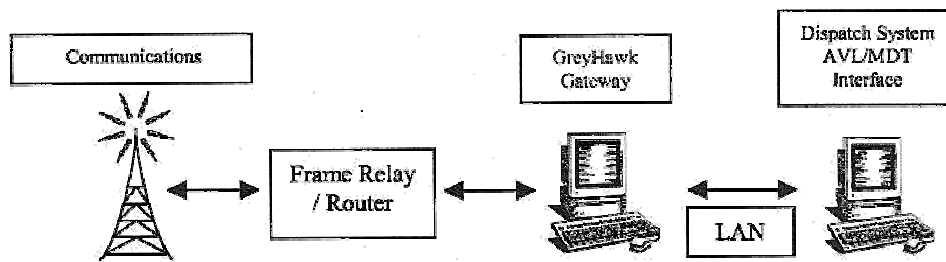 Communications
GreyHawk
Gateway
Dispatch System
AVL/MDT
Interface
Frame Relay
/ Router
LAN